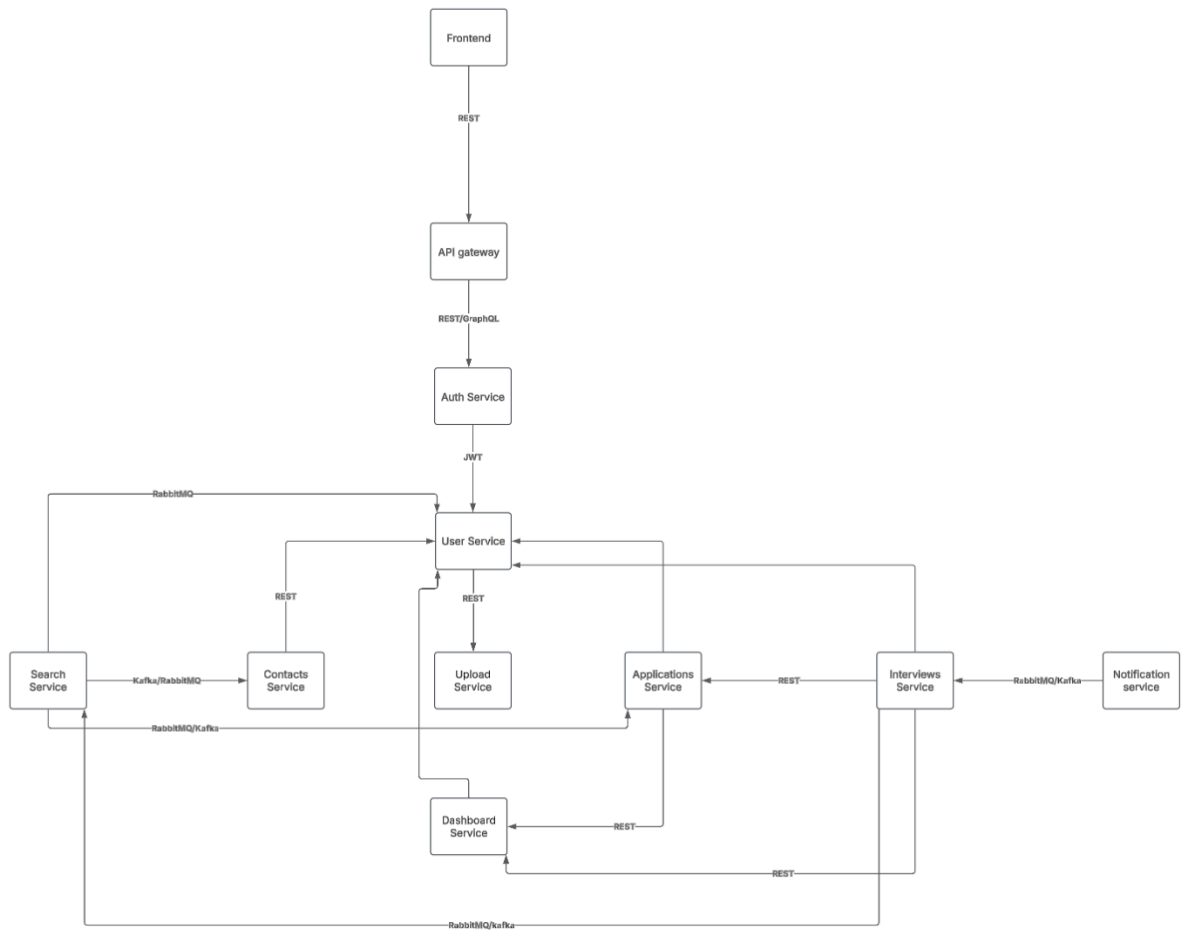 Frontend
REST
API gateway
REST/GraphQL
Auth Service
JWT
RabbitMQ
User Service
REST
REST
Search
Service
Kafka/RabbitMQ
Contacts
Service
Upload
Service
Applications
Service
REST
Interviews
Service
RabbitMQ/Kafka
Notification
service
RabbitMQ/Kafka
Dashboard
Service
REST
REST
RabbitMQ/kafka